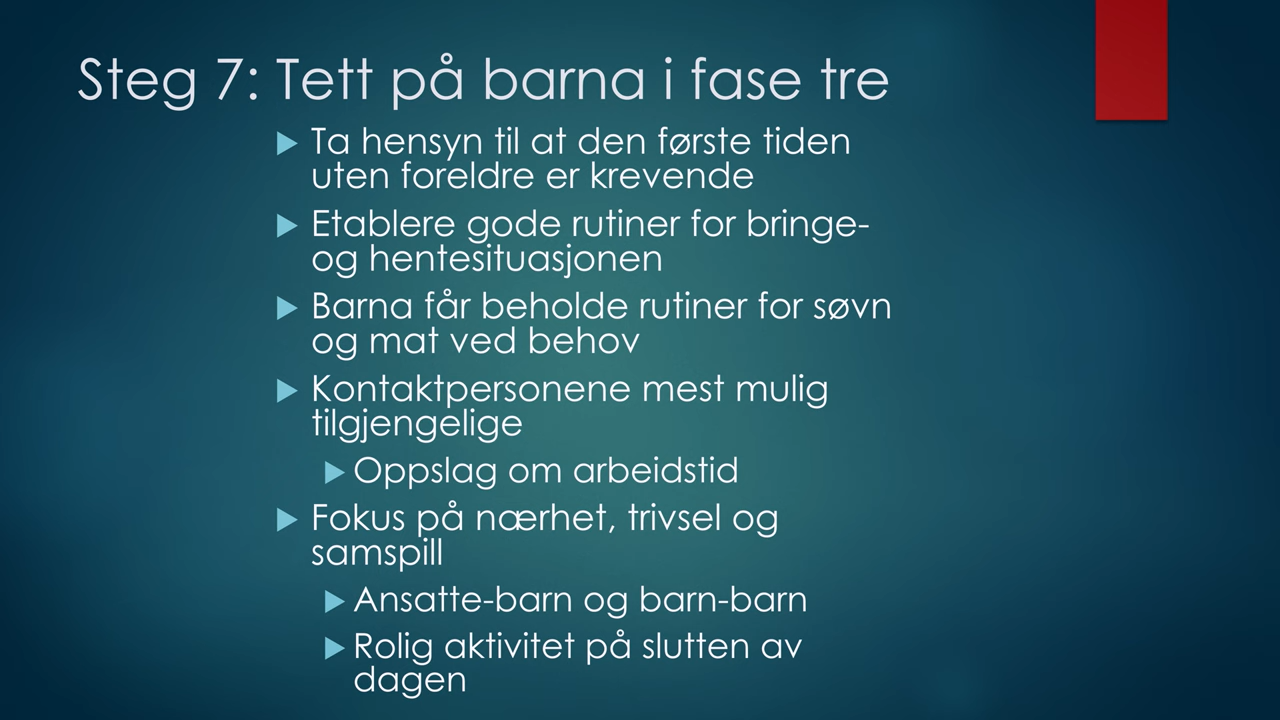 Steg 7: Tett på barna i fase tre
Ta hensyn til at den første tiden
uten foreldre er krevende
Etablere gode rutiner for bringe-
og hentesituasjonen
Barna får beholde rutiner for søvn
og mat ved behov
Kontaktpersonene mest mulig
tilgjengelige
Oppslag om arbeidstid
Fokus på nærhet, trivsel og
samspill
Ansatte-barn og barn-barn
Rolig aktivitet på slutten av
dagen